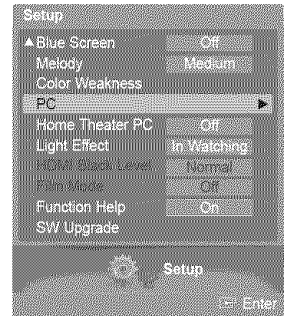 Setup
▲Blue Screen Off
Melody Medium
Color Weakness
PC ►
Home Theater PC Off
Light Effect In Watching
HDMI Black Level Normal
Film Mode Off
Function Help On
SW Upgrade
Setup
Enter